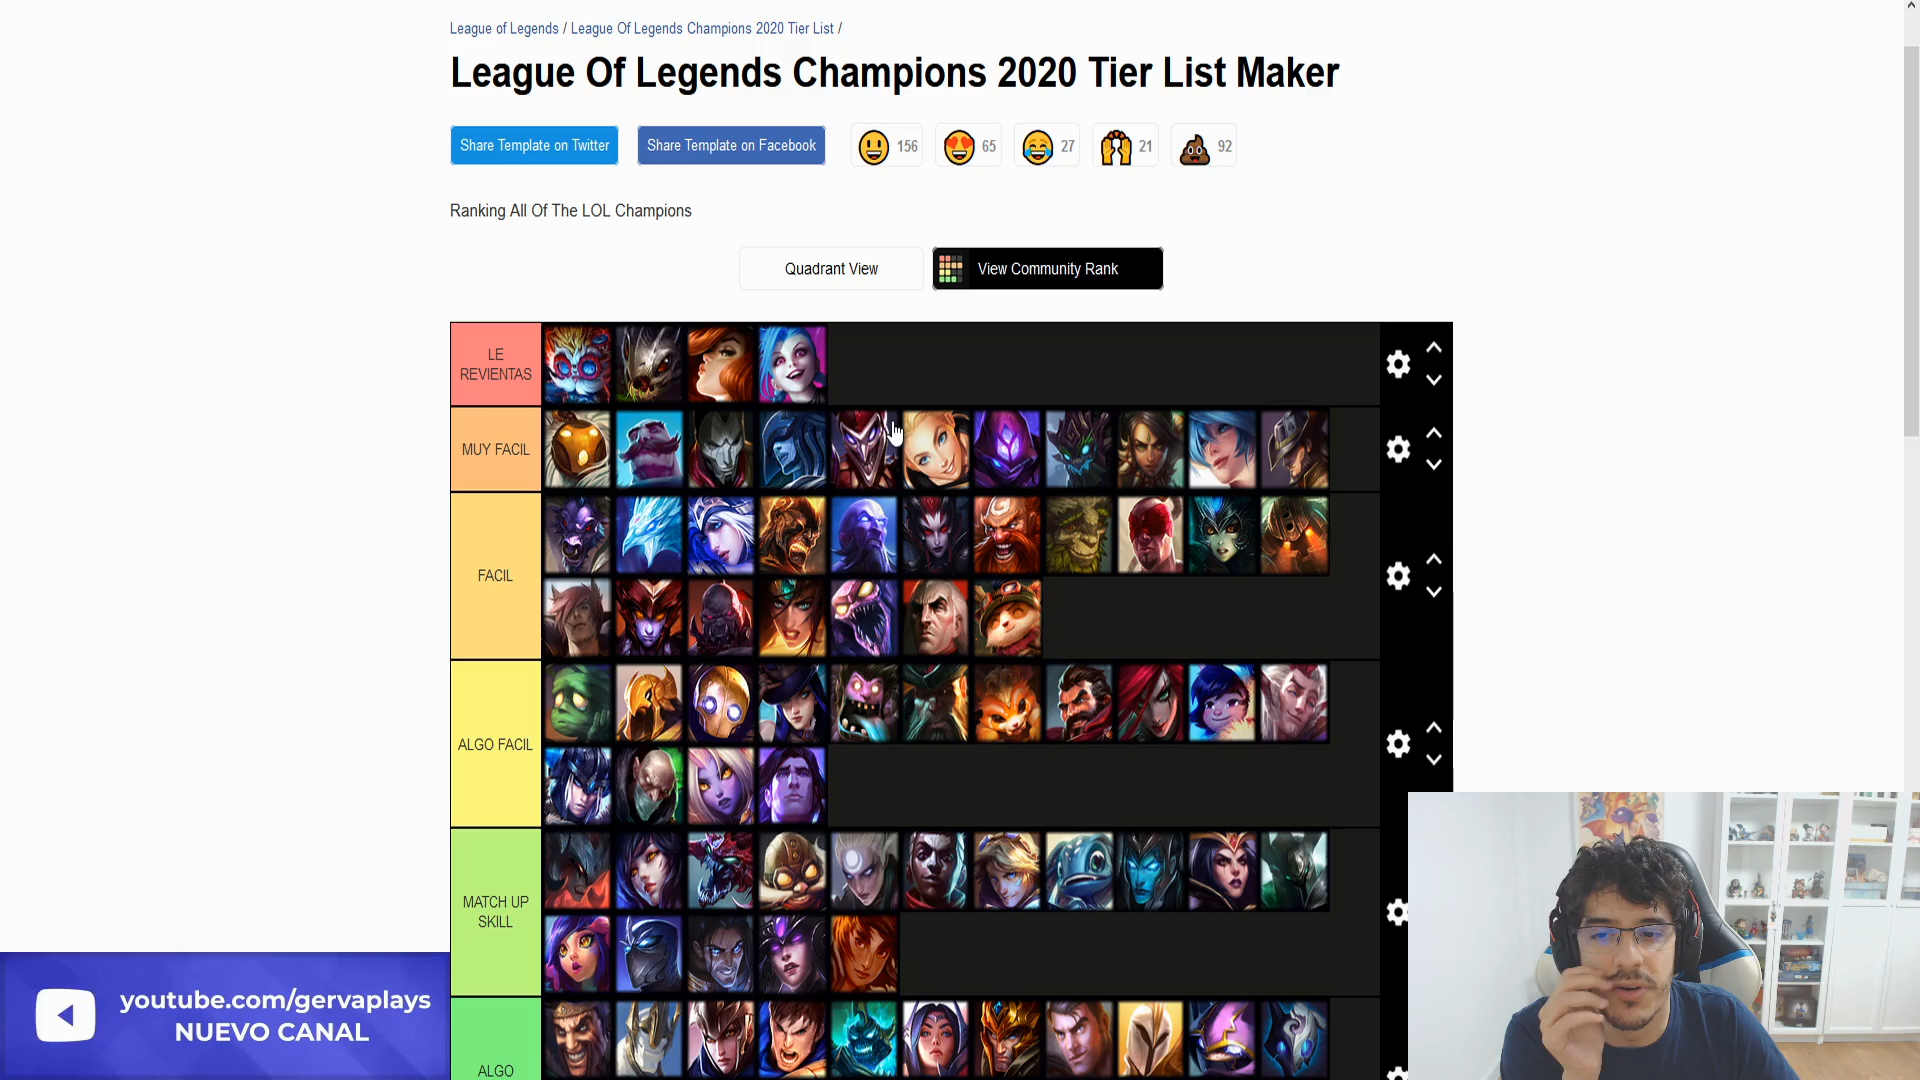 League of Legends / League Of Legends Champions 2020 Tier List /
League Of Legends Champions 2020 Tier List Maker
Share Template on Twitter
Share Template on Facebook
156
65
27
21
92
Ranking All Of The LOL Champions
Quadrant View
View Community Rank
LE
REVIENTAS
MUY FACIL
FACIL
ALGO FACIL
MATCH UP
SKILL
ALGO
youtube.com/gervaplays
NUEVO CANAL